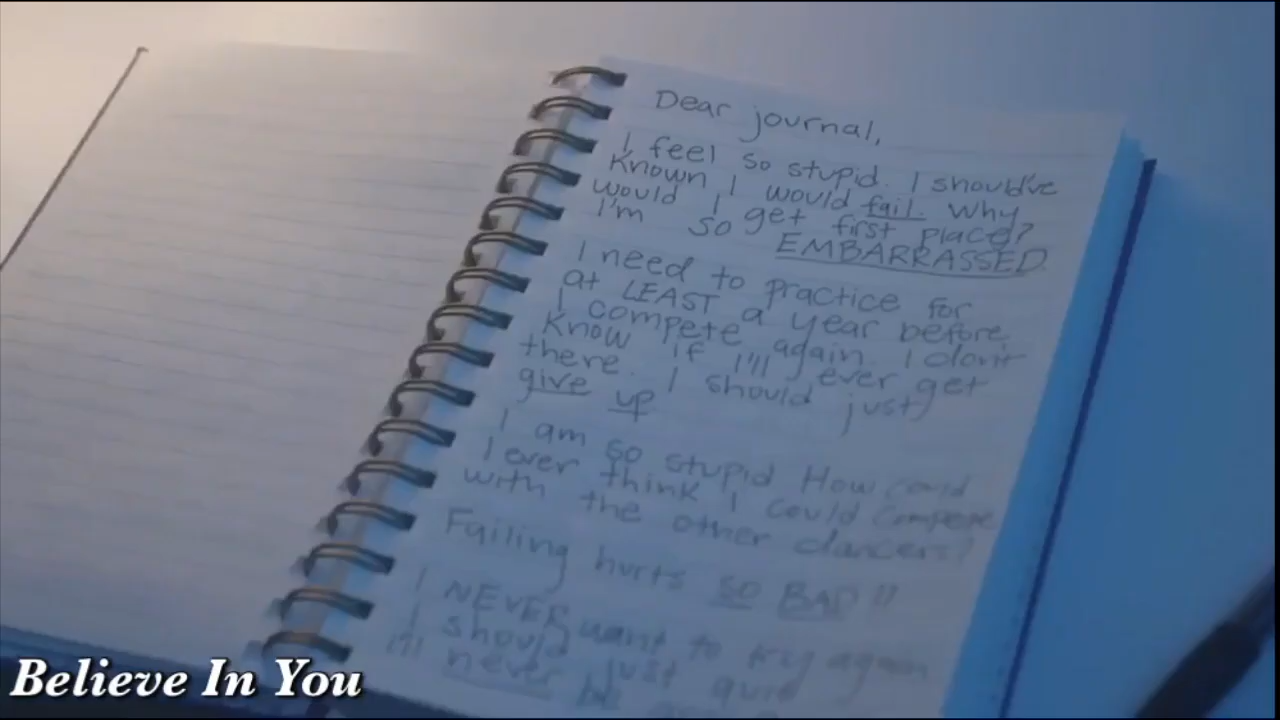 Dear journal,
I feel so stupid. I should've
known I would fail. Why
would I get first place?
I'm so EMBARRASSED.
I need to practice for
at LEAST a year before
I compete again. I don't
know if I'll ever get
there. I should just
give up
I am so stupid How could
I ever think I could compete
with the other dancers?
Failing hurts so BAD!!
I NEVER want to try again
I should just quit
I'll never be
Believe In You